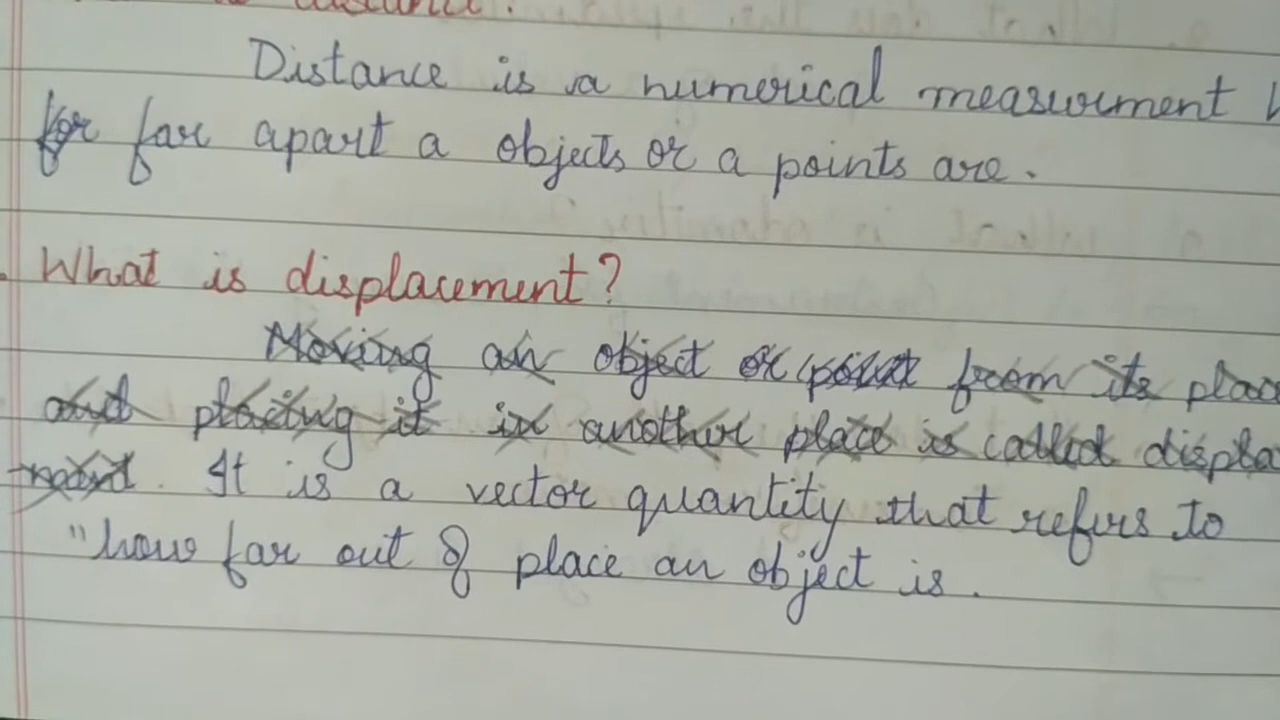 distance?
Distance is a numerical measurment
for far apart a objects or a points are.
What is displacement?
Moving an object or point from its place
and placing it in another place is called displa
It is a vector quantity that refers to
"how far out of place an object is.